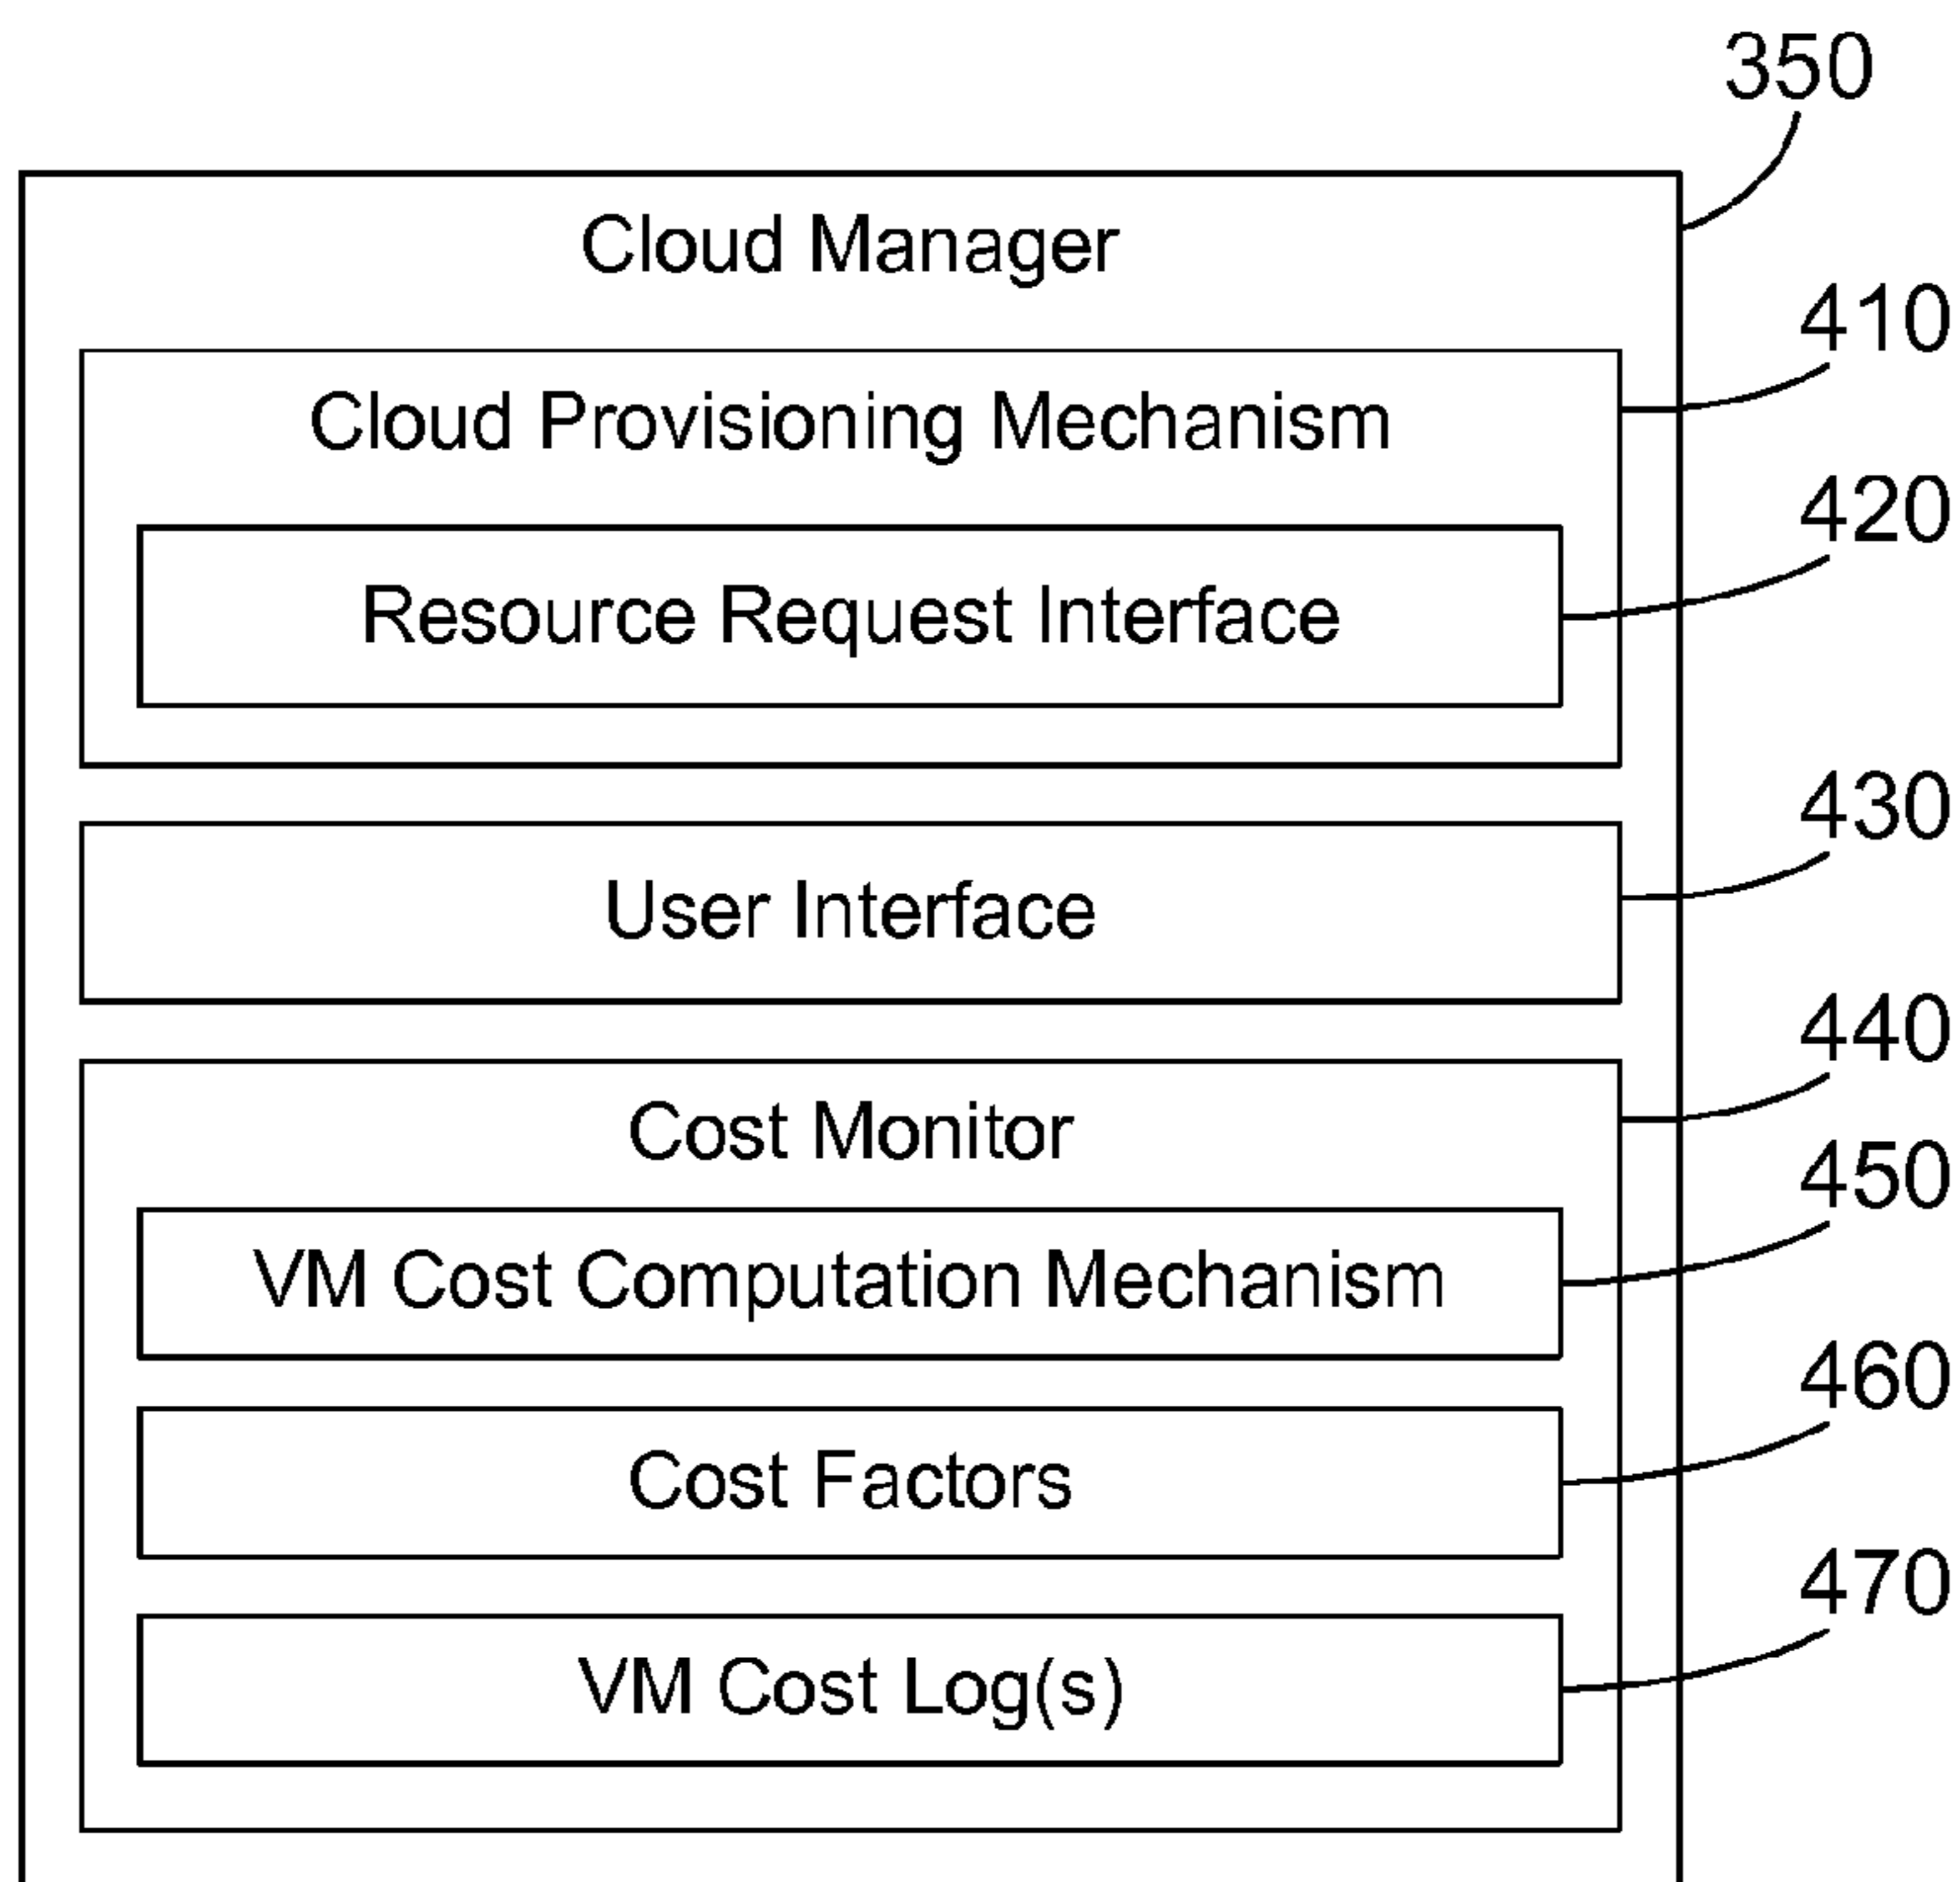 350
Cloud Manager
410
Cloud Provisioning Mechanism
420
Resource Request Interface
430
User Interface
440
Cost Monitor
450
VM Cost Computation Mechanism
460
Cost Factors
470
VM Cost Log(s)